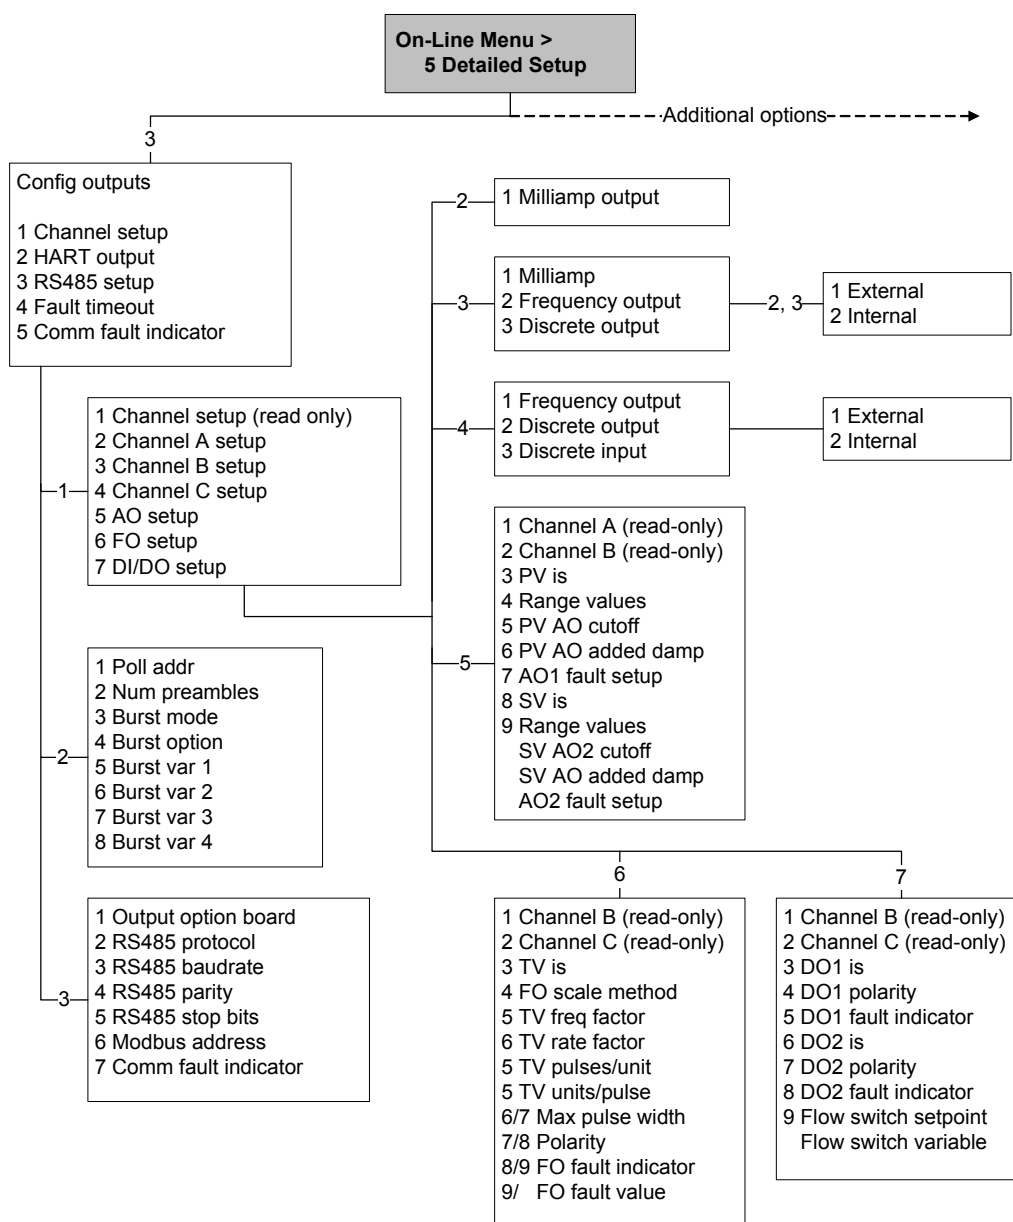 On-Line Menu >
5 Detailed Setup
Additional options
3
Config outputs
1 Channel setup
2 HART output
3 RS485 setup
4 Fault timeout
5 Comm fault indicator
2
1 Milliamp output
3
1 Milliamp
2 Frequency output
3 Discrete output
2, 3
1 External
2 Internal
4
1 Frequency output
2 Discrete output
3 Discrete input
1 External
2 Internal
1
1 Channel setup (read only)
2 Channel A setup
3 Channel B setup
4 Channel C setup
5 AO setup
6 FO setup
7 DI/DO setup
5
1 Channel A (read-only)
2 Channel B (read-only)
3 PV is
4 Range values
5 PV AO cutoff
6 PV AO added damp
7 AO1 fault setup
8 SV is
9 Range values
SV AO2 cutoff
SV AO added damp
AO2 fault setup
2
1 Poll addr
2 Num preambles
3 Burst mode
4 Burst option
5 Burst var 1
6 Burst var 2
7 Burst var 3
8 Burst var 4
3
1 Output option board
2 RS485 protocol
3 RS485 baudrate
4 RS485 parity
5 RS485 stop bits
6 Modbus address
7 Comm fault indicator
6
1 Channel B (read-only)
2 Channel C (read-only)
3 TV is
4 FO scale method
5 TV freq factor
6 TV rate factor
5 TV pulses/unit
5 TV units/pulse
6/7 Max pulse width
7/8 Polarity
8/9 FO fault indicator
9/ FO fault value
7
1 Channel B (read-only)
2 Channel C (read-only)
3 DO1 is
4 DO1 polarity
5 DO1 fault indicator
6 DO2 is
7 DO2 polarity
8 DO2 fault indicator
9 Flow switch setpoint
Flow switch variable